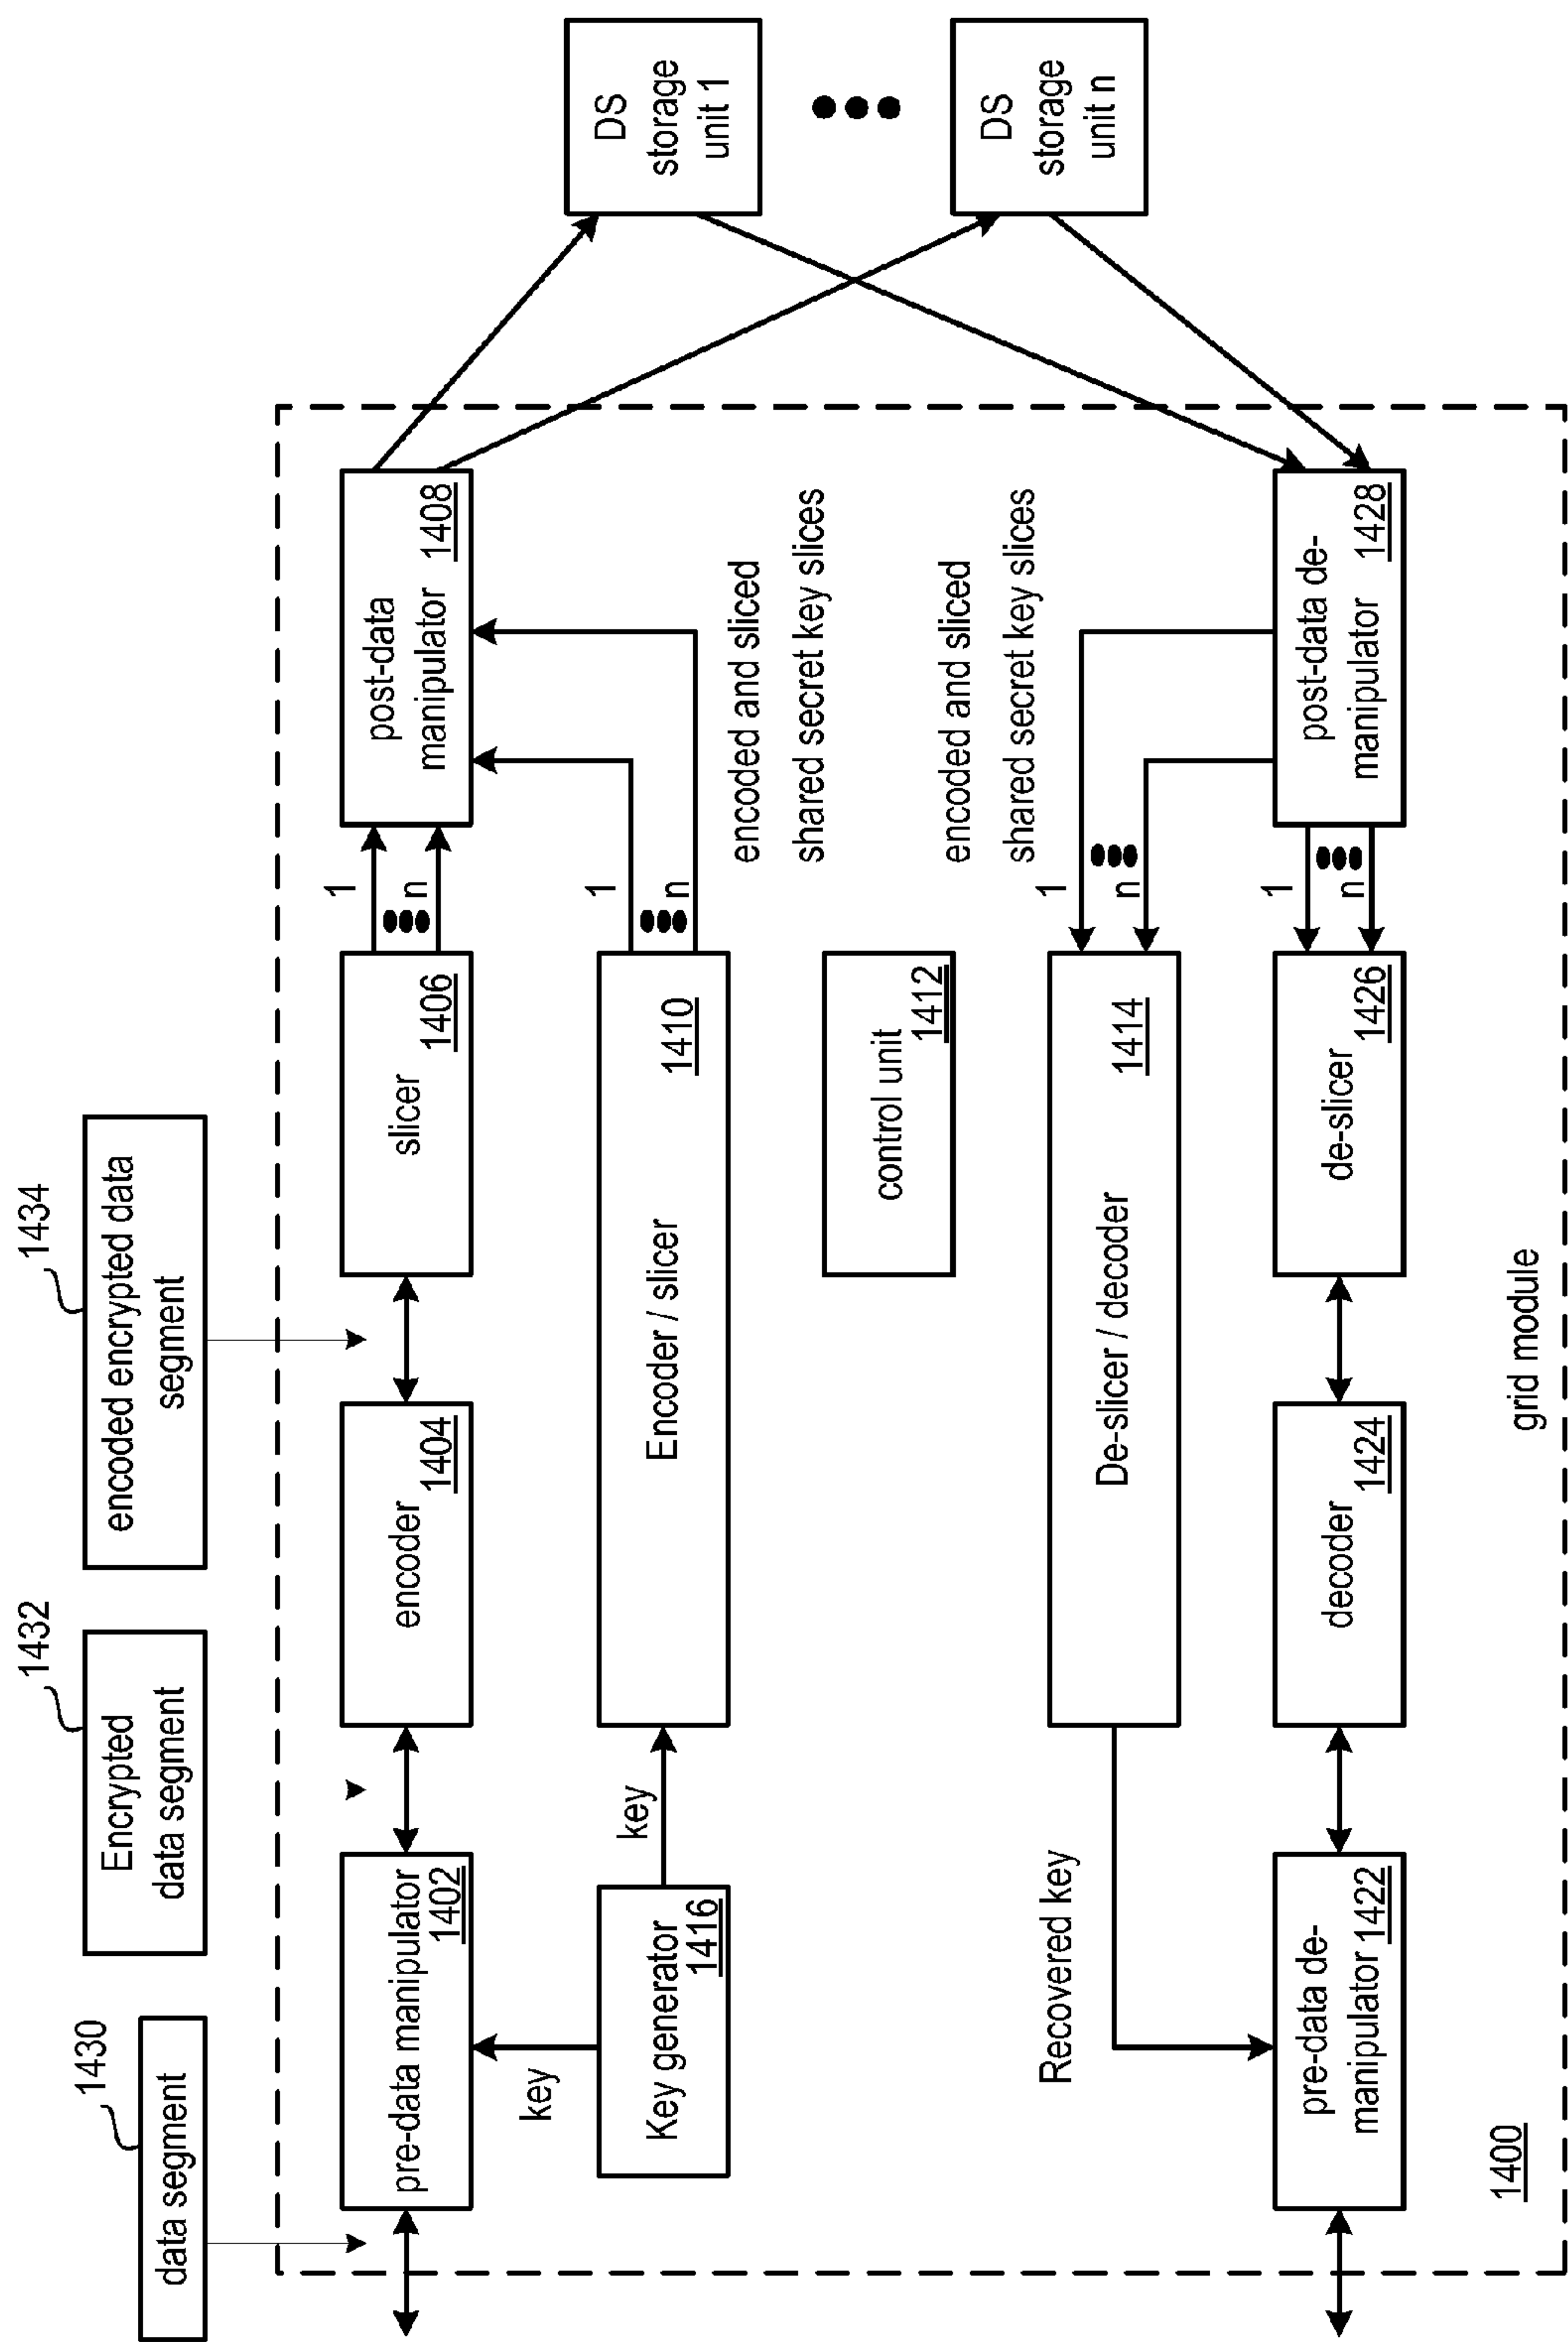 1430
data segment
1432
Encrypted
data segment
1434
encoded encrypted data
segment
pre-data manipulator
1402
encoder
1404
slicer
1406
1
n
post-data
manipulator
1408
key
Key generator
1416
key
Encoder / slicer
1410
1
n
encoded and sliced
shared secret key slices
control unit
1412
DS
storage
unit 1
DS
storage
unit n
Recovered key
De-slicer / decoder
1414
1
n
encoded and sliced
shared secret key slices
pre-data de-
manipulator 1422
decoder
1424
de-slicer
1426
1
n
post-data de-
manipulator 1428
1400
grid module